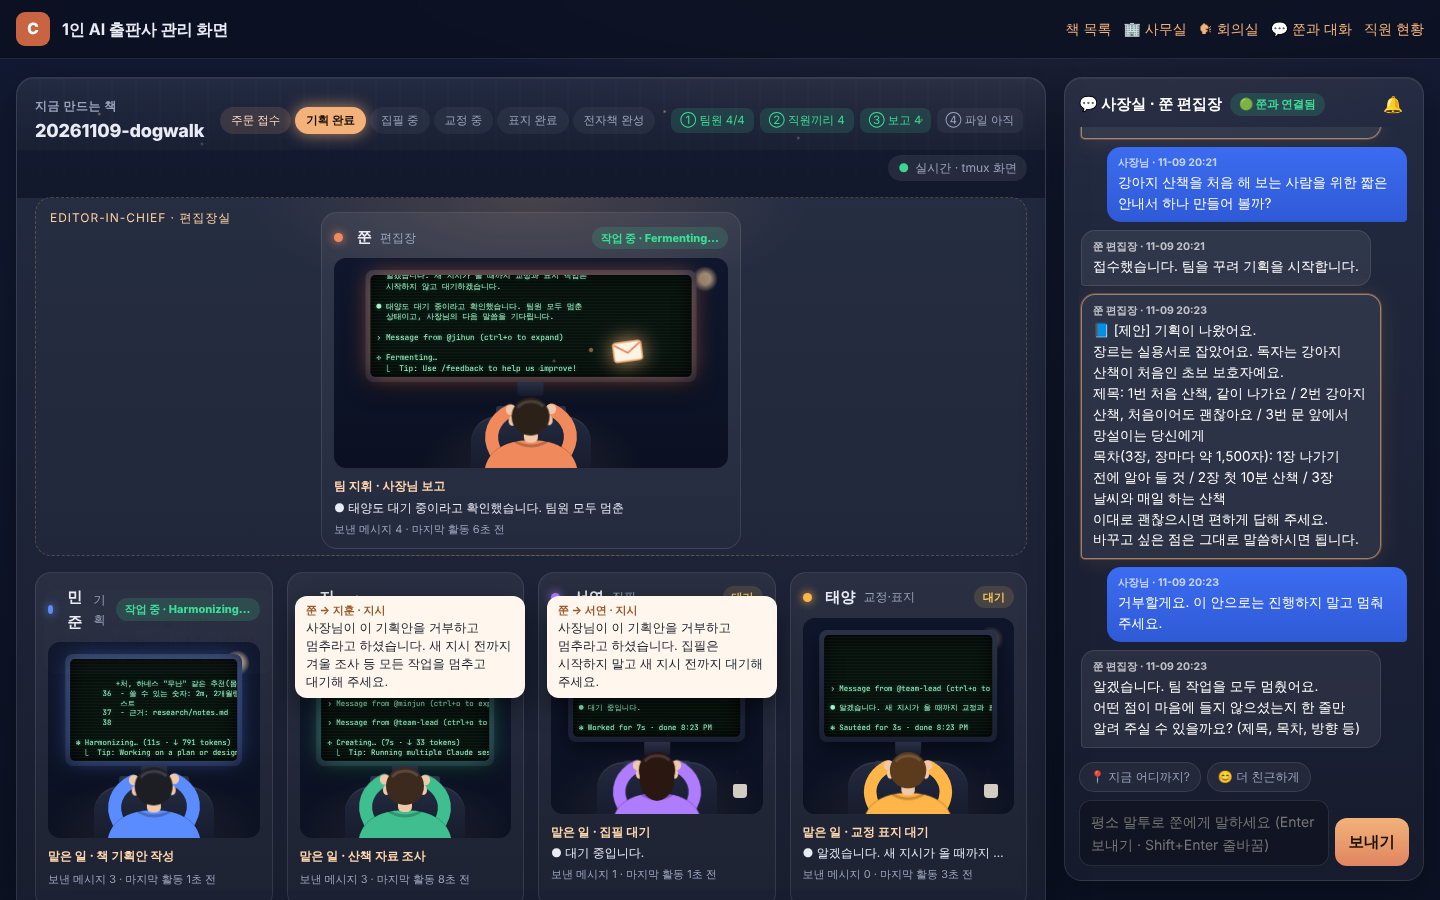 C
1인 AI 출판사 관리 화면
책 목록 🏢 사무실 🗣 회의실 💬 쭌과 대화 직원 현황
지금 만드는 책
20261109-dogwalk
주문 접수 기획 완료 집필 중 교정 중 표지 완료 전자책 완성
① 팀원 4/4 ② 직원끼리 4 ③ 보고 4 ④ 파일 아직
실시간 · tmux 화면
EDITOR-IN-CHIEF · 편집장실
쭌 편집장
작업 중 · Fermenting…
시작하지 않고 대기하겠습니다.
● 태양도 대기 중이라고 확인했습니다. 팀원 모두 멈춘
상태이고, 사장님의 다음 말씀을 기다립니다.
› Message from @jihun (ctrl+o to expand)
✢ Fermenting…
⎣ Tip: Use /feedback to help us improve!
팀 지휘 · 사장님 보고
● 태양도 대기 중이라고 확인했습니다. 팀원 모두 멈춘
보낸 메시지 4 · 마지막 활동 6초 전
민준
기획
작업 중 · Harmonizing…
36 - 쓸 수 있는 숫자: 2m, 2개월령
스트
37 - 근거: research/notes.md
38
✻ Harmonizing… (11s · ↓ 791 tokens)
⎣ Tip: Working on a plan or design
맡은 일 · 책 기획안 작성
보낸 메시지 3 · 마지막 활동 1초 전
쭌 → 지훈 · 지시
사장님이 이 기획안을 거부하고
멈추라고 하셨습니다. 새 지시 전까지
겨울 조사 등 모든 작업을 멈추고
대기해 주세요.
› Message from @minjun (ctrl+o to exp
› Message from @team-lead (ctrl+o to
✢ Creating… (7s · ↓ 33 tokens)
⎣ Tip: Running multiple Claude ses
맡은 일 · 산책 자료 조사
보낸 메시지 3 · 마지막 활동 8초 전
쭌 → 서연 · 지시
사장님이 이 기획안을 거부하고
멈추라고 하셨습니다. 집필은
시작하지 말고 새 지시 전까지 대기해
주세요.
● 대기 중입니다.
✻ Worked for 7s · done 8:23 PM
맡은 일 · 집필 대기
● 대기 중입니다.
보낸 메시지 1 · 마지막 활동 1초 전
태양 교정·표지
대기
› Message from @team-lead (ctrl+o to
● 알겠습니다. 새 지시가 올 때까지 교정과 표
✻ Sautéed for 3s · done 8:23 PM
맡은 일 · 교정 표지 대기
● 알겠습니다. 새 지시가 올 때까지 ...
보낸 메시지 0 · 마지막 활동 3초 전
💬 사장실 · 쭌 편집장
🟢 쭌과 연결됨
🔔
사장님 · 11-09 20:21
강아지 산책을 처음 해 보는 사람을 위한 짧은
안내서 하나 만들어 볼까?
쭌 편집장 · 11-09 20:21
접수했습니다. 팀을 꾸려 기획을 시작합니다.
쭌 편집장 · 11-09 20:23
📘 [제안] 기획이 나왔어요.
장르는 실용서로 잡았어요. 독자는 강아지
산책이 처음인 초보 보호자예요.
제목: 1번 처음 산책, 같이 나가요 / 2번 강아지
산책, 처음이어도 괜찮아요 / 3번 문 앞에서
망설이는 당신에게
목차(3장, 장마다 약 1,500자): 1장 나가기
전에 알아 둘 것 / 2장 첫 10분 산책 / 3장
날씨와 매일 하는 산책
이대로 괜찮으시면 편하게 답해 주세요.
바꾸고 싶은 점은 그대로 말씀하시면 됩니다.
사장님 · 11-09 20:23
거부할게요. 이 안으로는 진행하지 말고 멈춰
주세요.
쭌 편집장 · 11-09 20:23
알겠습니다. 팀 작업을 모두 멈췄어요.
어떤 점이 마음에 들지 않으셨는지 한 줄만
알려 주실 수 있을까요? (제목, 목차, 방향 등)
📍 지금 어디까지?
😊 더 친근하게
평소 말투로 쭌에게 말하세요 (Enter
보내기 · Shift+Enter 줄바꿈)
보내기